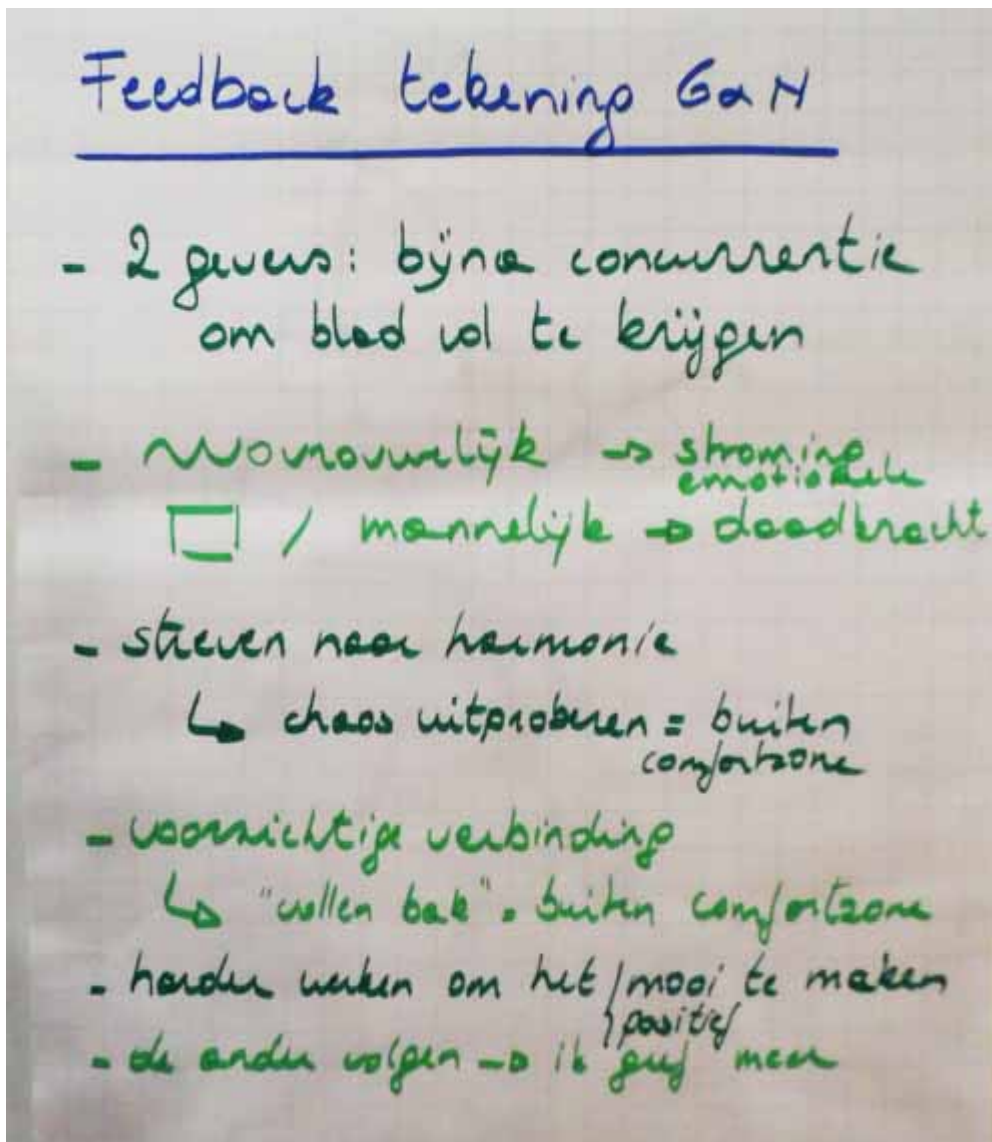 Feedback tekening G&N
- 2 gevers: bijna concurrentie
om blad vol te krijgen
- vrouwelijk → stroming
emotionele
/ mannelijk → daadkracht
- streven naar harmonie
↳ chaos uitproberen = buiten
comfortzone
- voorzichtige verbinding
↳ "vollen bak" = buiten comfortzone
- harder werken om het / mooi te maken
positief
- de ander volgen → ik geef meer